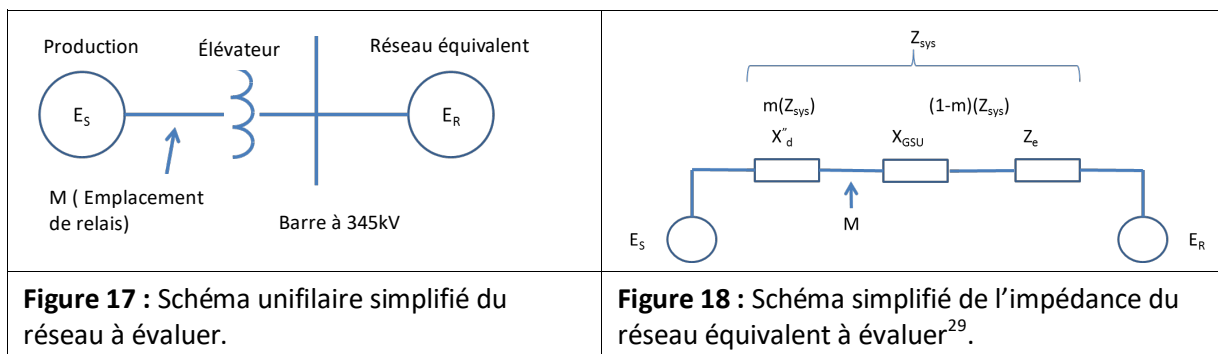 Production
Élévateur
Réseau équivalent
E_S
E_R
M ( Emplacement
de relais)
Barre à 345kV
Z_sys
m(Z_sys)
(1-m)(Z_sys)
X"_d
X_GSU
Z_e
M
E_S
E_R
Figure 17 : Schéma unifilaire simplifié du
réseau à évaluer.
Figure 18 : Schéma simplifié de l’impédance du
réseau équivalent à évaluer²⁹.